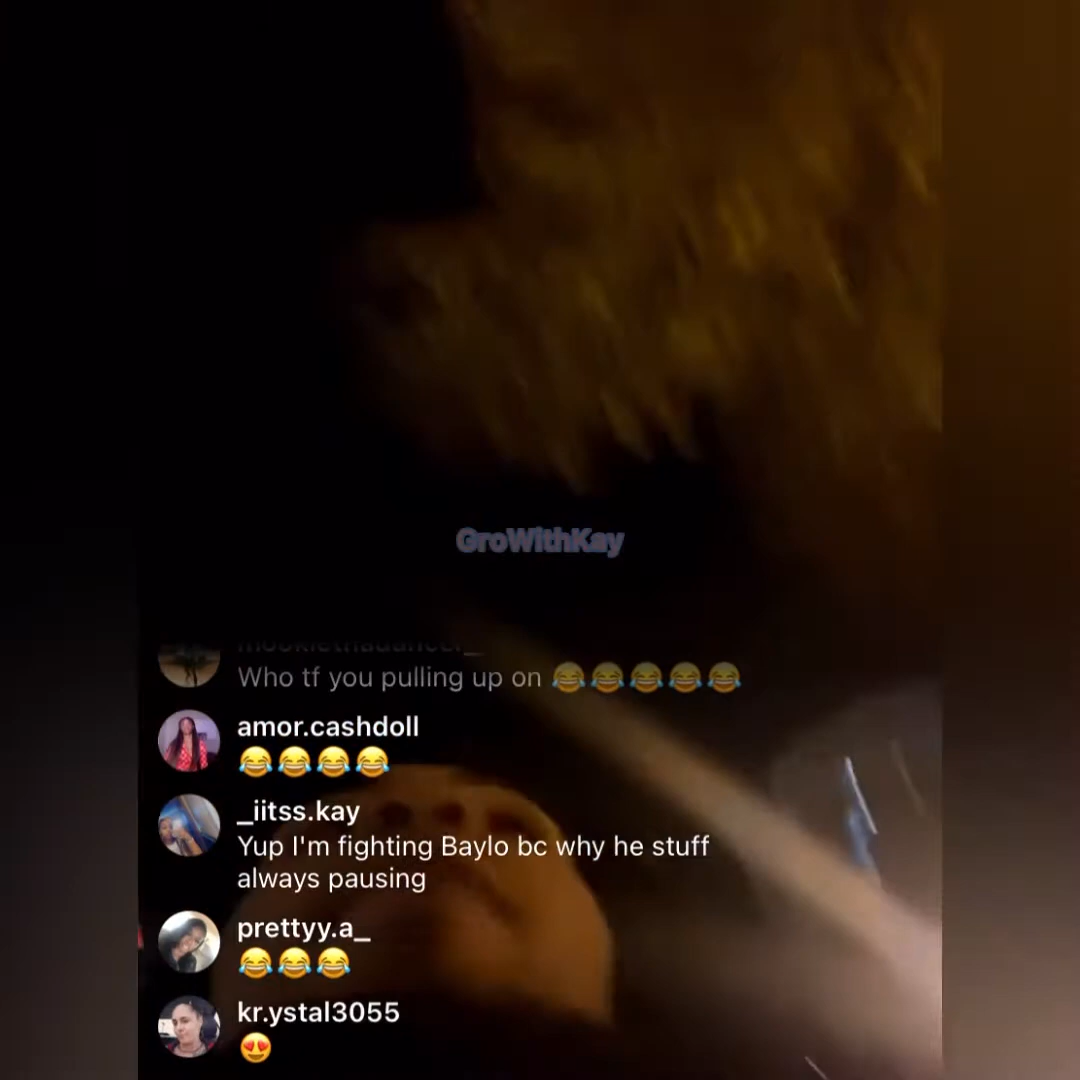 GroWithKay
Who tf you pulling up on 😂😂😂😂😂
amor.cashdoll
😂😂😂😂
_iitss.kay
Yup I'm fighting Baylo bc why he stuff
always pausing
prettyy.a_
😂😂😂
kr.ystal3055
😍